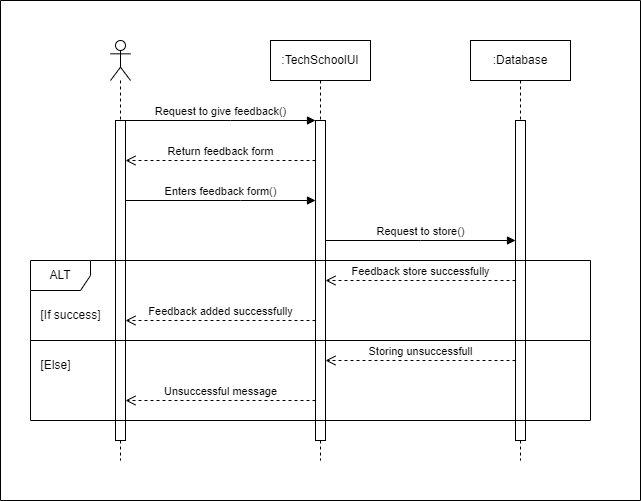 :TechSchoolUI
:Database
Request to give feedback()
Return feedback form
Enters feedback form()
Request to store()
ALT
Feedback store successfully
[If success]
Feedback added successfully
Storing unsuccessfull
[Else]
Unsuccessful message